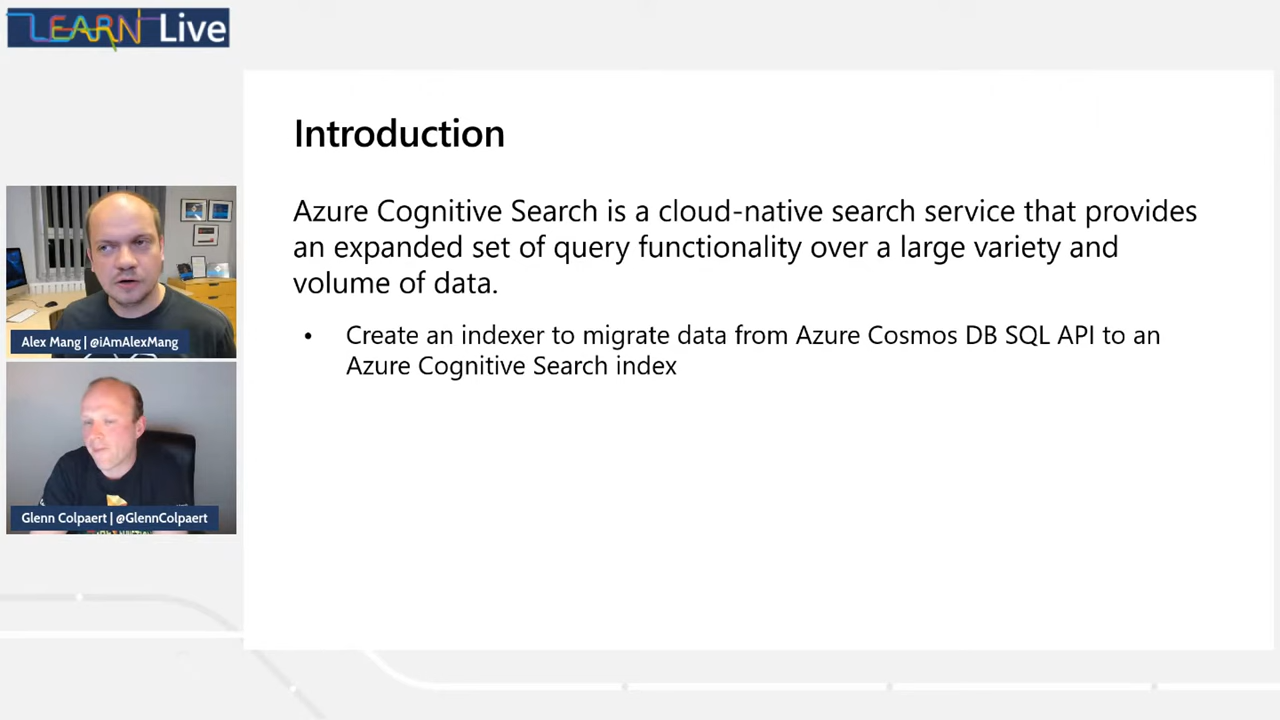 LEARN Live
Introduction
Azure Cognitive Search is a cloud-native search service that provides
an expanded set of query functionality over a large variety and
volume of data.
• Create an indexer to migrate data from Azure Cosmos DB SQL API to an
Azure Cognitive Search index
Alex Mang | @iAmAlexMang
Glenn Colpaert | @GlennColpaert